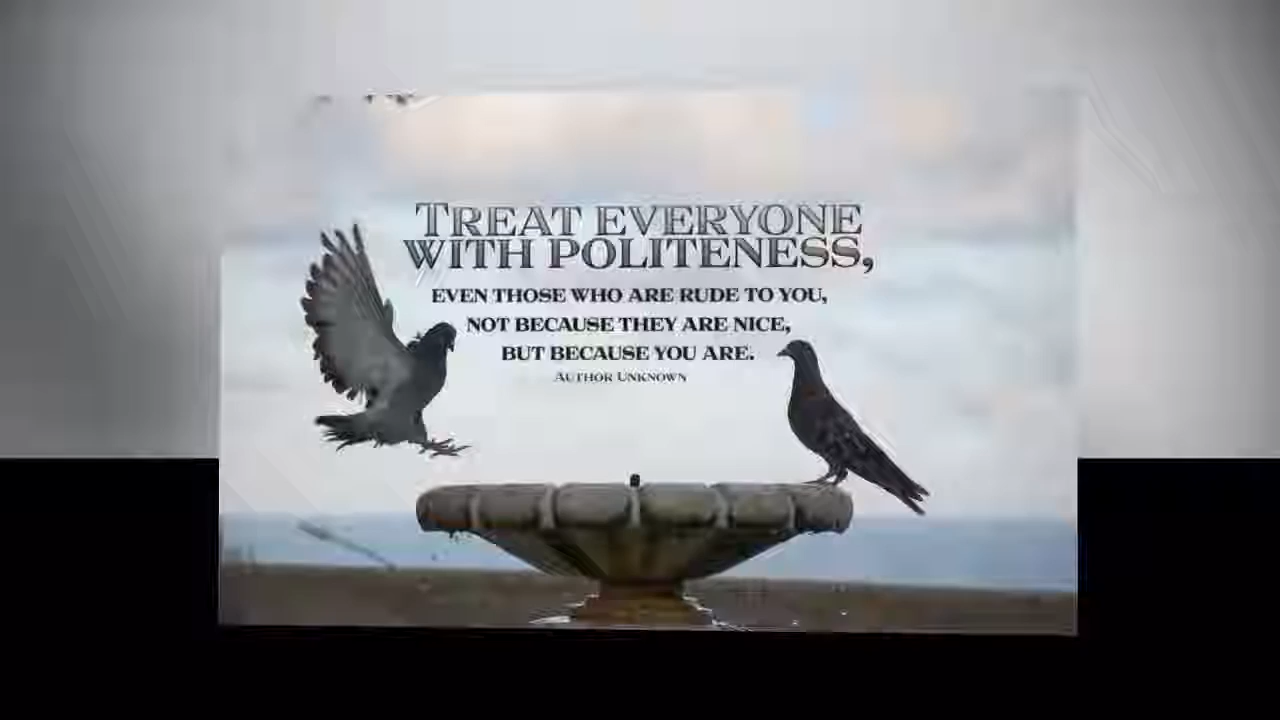 TREAT EVERYONE
WITH POLITENESS,
EVEN THOSE WHO ARE RUDE TO YOU,
NOT BECAUSE THEY ARE NICE,
BUT BECAUSE YOU ARE.
AUTHOR UNKNOWN